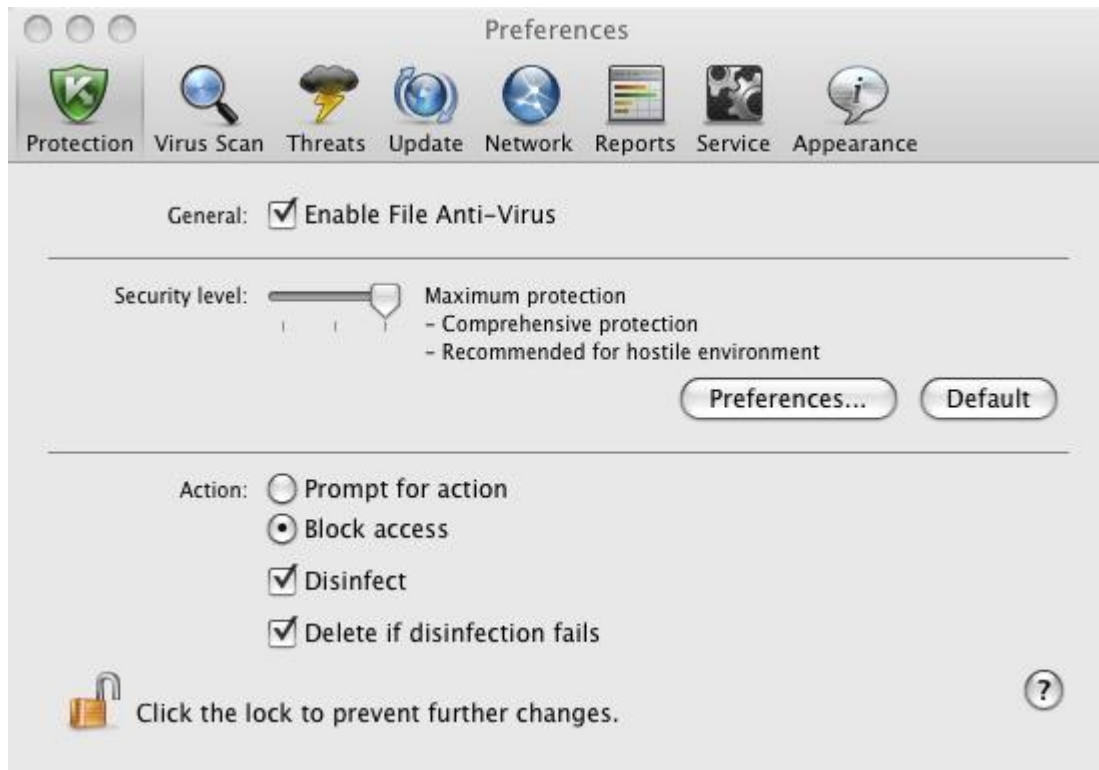 Preferences
Protection Virus Scan Threats Update Network Reports Service Appearance
General: Enable File Anti-Virus
Security level: Maximum protection
- Comprehensive protection
- Recommended for hostile environment
Preferences... Default
Action: Prompt for action
Block access
Disinfect
Delete if disinfection fails
Click the lock to prevent further changes. ?